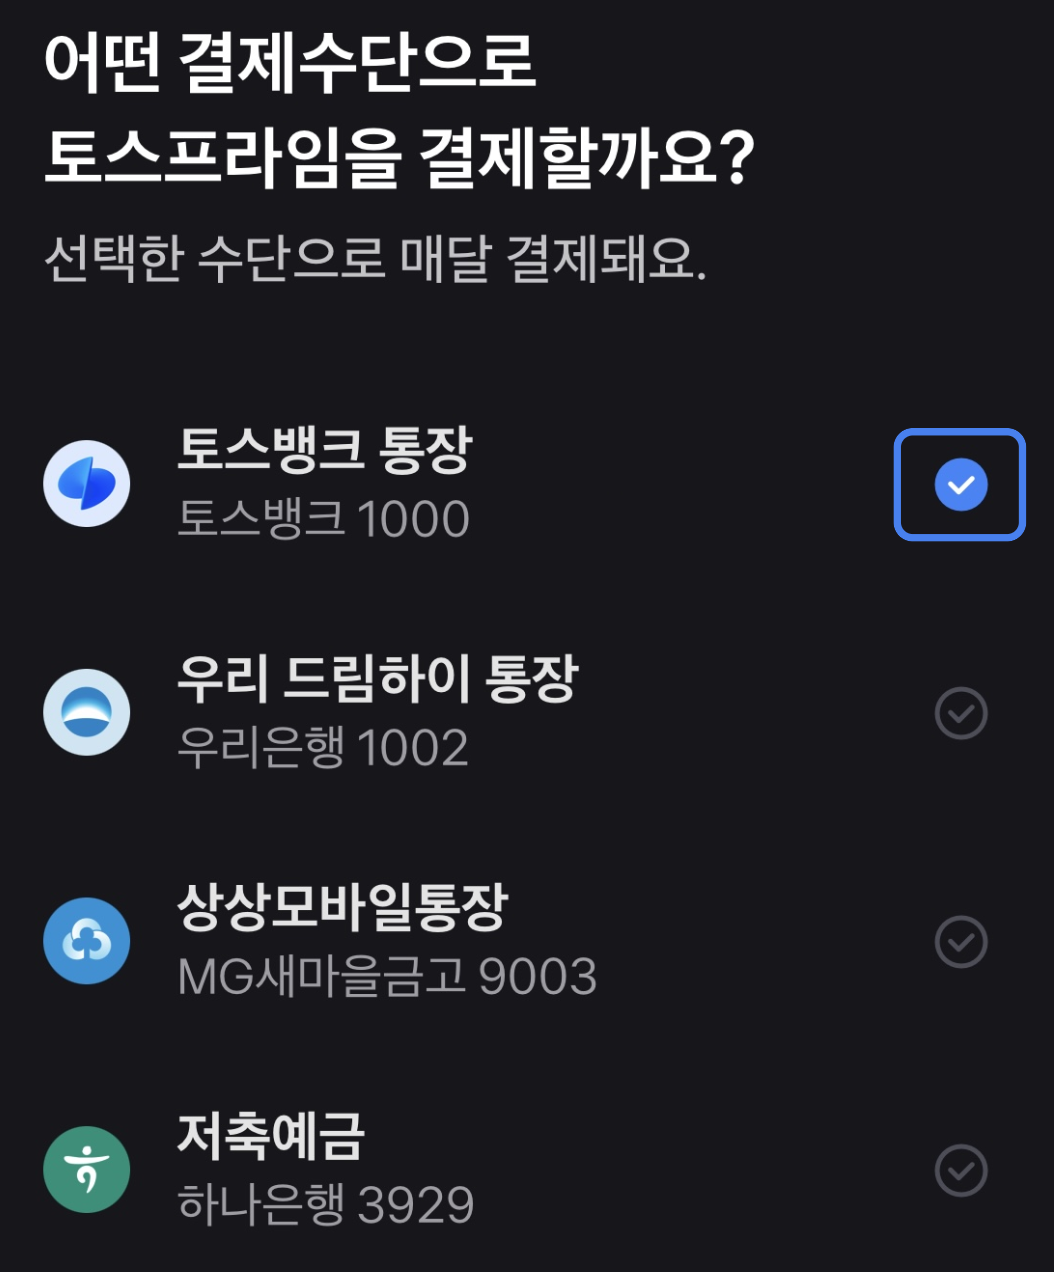 어떤 결제수단으로
토스프라임을 결제할까요?
선택한 수단으로 매달 결제돼요.
토스뱅크 통장
토스뱅크 1000
우리 드림하이 통장
우리은행 1002
상상모바일통장
MG새마을금고 9003
저축예금
하나은행 3929